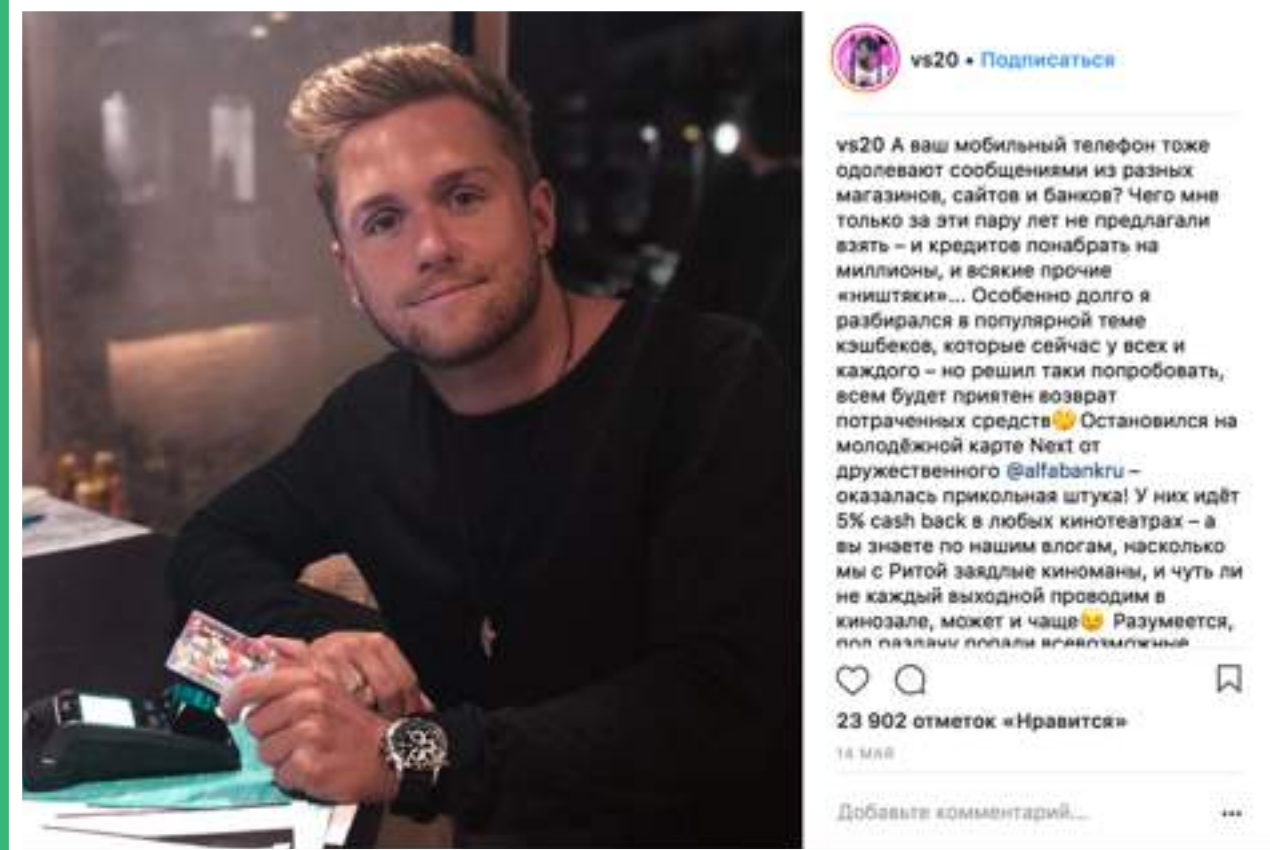 vs20 • Подписаться
vs20 А ваш мобильный телефон тоже
одолевают сообщениями из разных
магазинов, сайтов и банков? Чего мне
только за эти пару лет не предлагали
взять – и кредитов понабрать на
миллионы, и всякие прочие
«ништяки»... Особенно долго я
разбирался в популярной теме
кэшбеков, которые сейчас у всех и
каждого – но решил таки попробовать,
всем будет приятен возврат
потраченных средств🙂 Остановился на
молодёжной карте Next от
дружественного @alfabankru –
оказалась прикольная штука! У них идёт
5% cash back в любых кинотеатрах – а
вы знаете по нашим влогам, насколько
мы с Ритой заядлые киноманы, и чуть ли
не каждый выходной проводим в
кинозале, может и чаще😉 Разумеется,
под раздачу попали всевозможные
23 902 отметок «Нравится»
14 МАЯ
Добавьте комментарий...